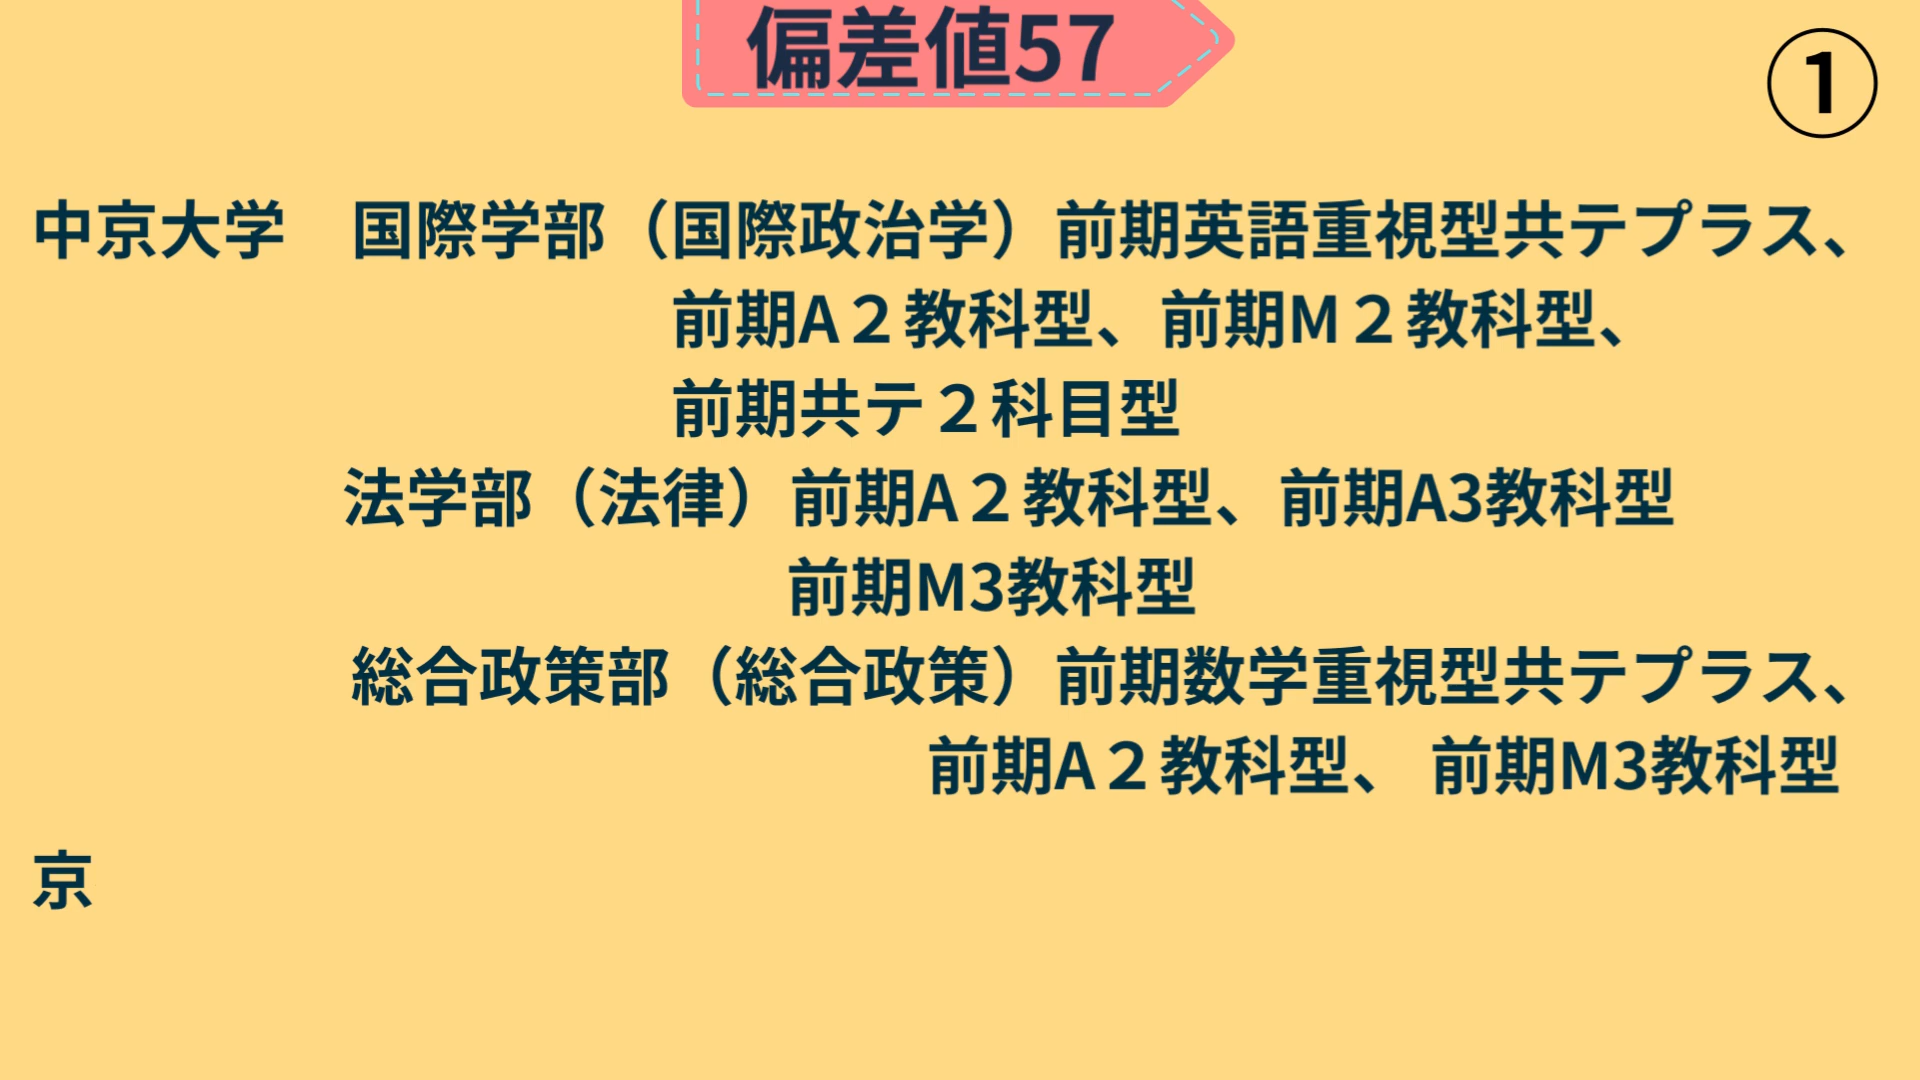 偏差値57
①
中京大学　国際学部（国際政治学）前期英語重視型共テプラス、
前期A２教科型、前期M２教科型、
前期共テ２科目型
法学部（法律）前期A２教科型、前期A3教科型
前期M3教科型
総合政策部（総合政策）前期数学重視型共テプラス、
前期A２教科型、 前期M3教科型
京